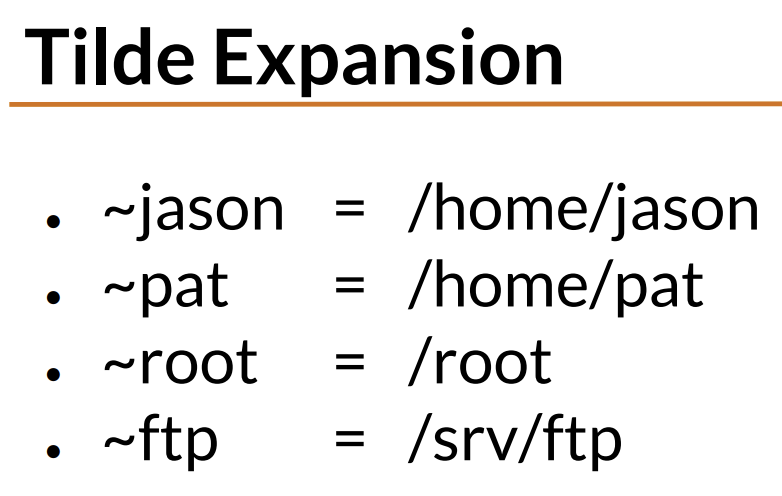 Tilde Expansion
• ~jason = /home/jason
• ~pat = /home/pat
• ~root = /root
• ~ftp = /srv/ftp